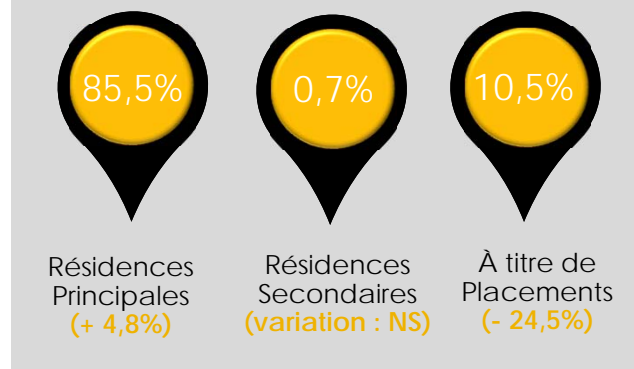 85,5%
0,7%
10,5%
Résidences
Principales
(+ 4,8%)
Résidences
Secondaires
(variation : NS)
À titre de
Placements
(- 24,5%)